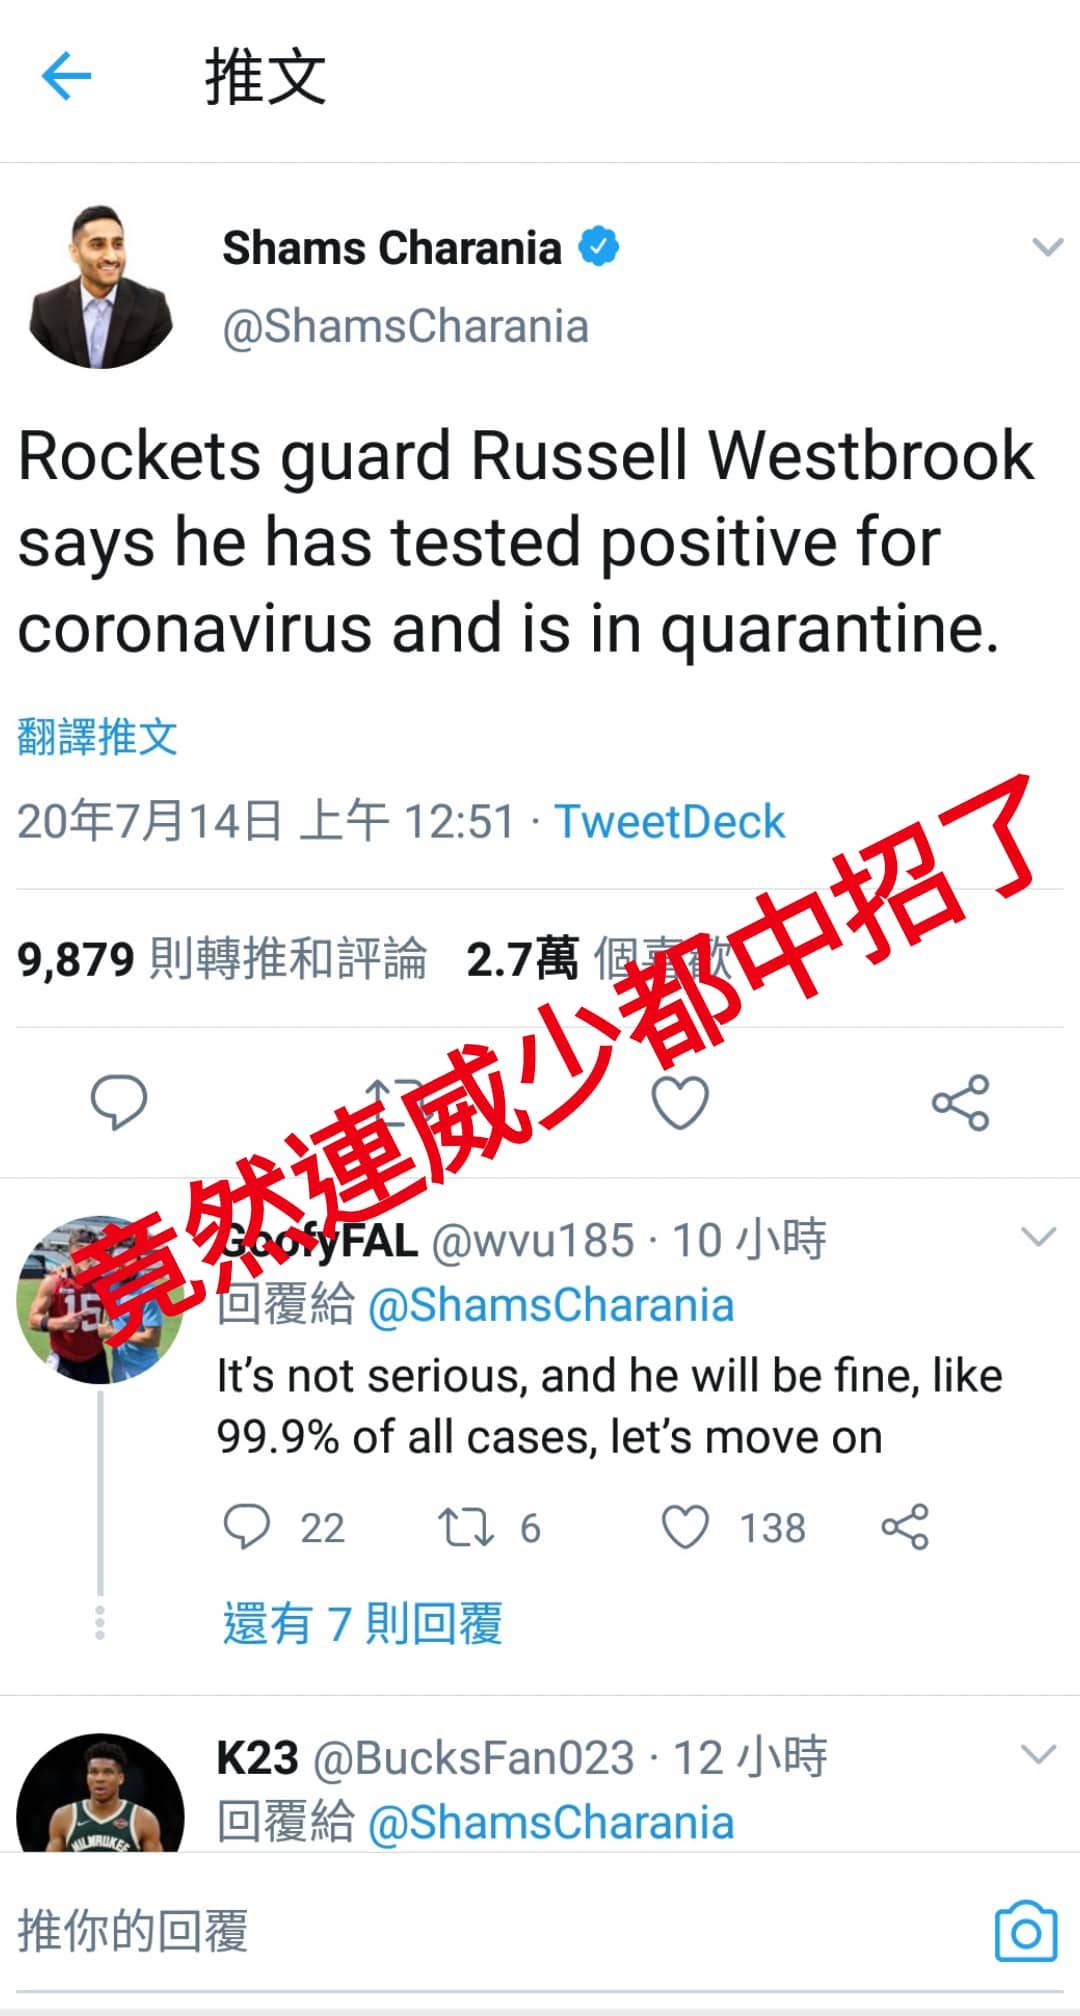 推文
Shams Charania
@ShamsCharania
Rockets guard Russell Westbrook
says he has tested positive for
coronavirus and is in quarantine.
翻譯推文
20年7月14日 上午 12:51 · TweetDeck
9,879 則轉推和評論 2.7萬 個喜歡
竟然連威少都中招了
GoofyFAL @wvu185 · 10 小時
回覆給 @ShamsCharania
It’s not serious, and he will be fine, like
99.9% of all cases, let’s move on
22 6 138
還有 7 則回覆
K23 @BucksFan023 · 12 小時
回覆給 @ShamsCharania
MILWAUKEE
推你的回覆
15